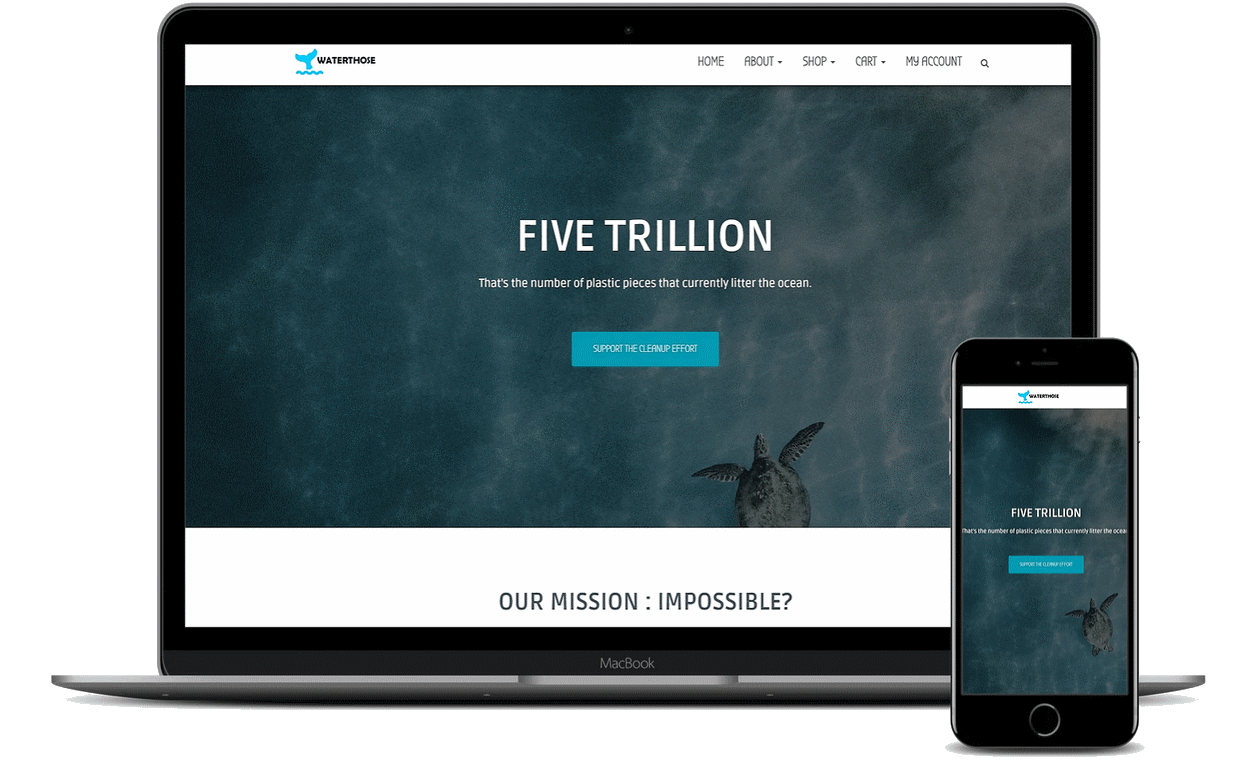 WATERTHOSE
HOME ABOUT SHOP CART MY ACCOUNT
FIVE TRILLION
That's the number of plastic pieces that currently litter the ocean.
SUPPORT THE CLEANUP EFFORT
OUR MISSION : IMPOSSIBLE?
MacBook
WATERTHOSE
FIVE TRILLION
That's the number of plastic pieces that currently litter the ocean
SUPPORT THE CLEANUP EFFORT